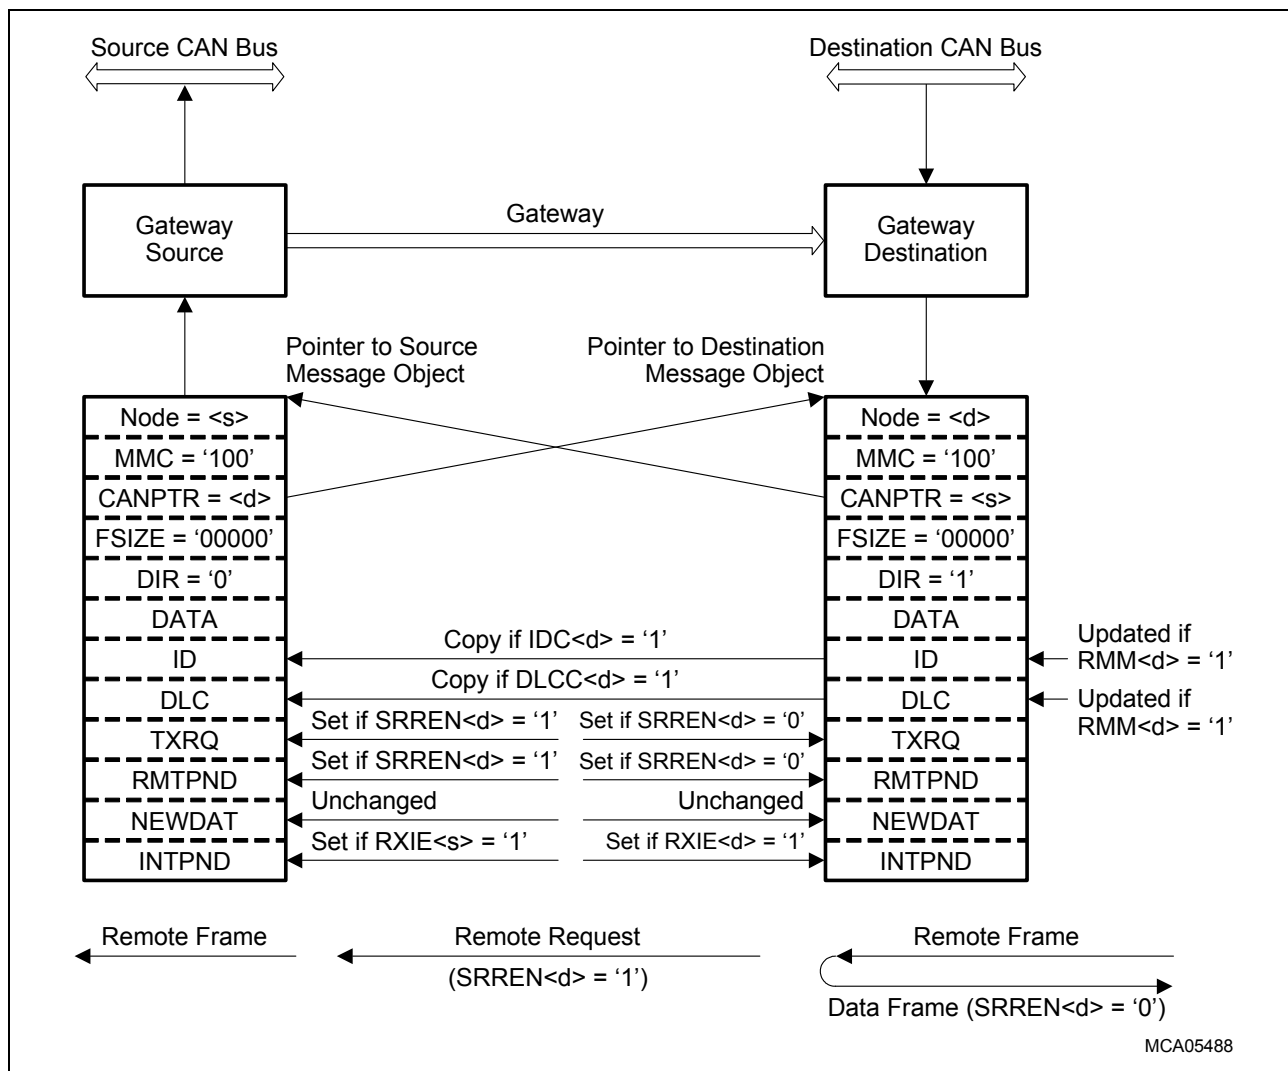 Source CAN Bus
Destination CAN Bus
Gateway
Source
Gateway
Gateway
Destination
Pointer to Source
Message Object
Pointer to Destination
Message Object
Node = <s>
MMC = ‘100’
CANPTR = <d>
FSIZE = ‘00000’
DIR = ‘0’
DATA
ID
DLC
TXRQ
RMTPND
NEWDAT
INTPND
Copy if IDC<d> = ‘1’
Copy if DLCC<d> = ‘1’
Set if SRREN<d> = ‘1’
Set if SRREN<d> = ‘0’
Set if SRREN<d> = ‘1’
Set if SRREN<d> = ‘0’
Unchanged
Unchanged
Set if RXIE<s> = ‘1’
Set if RXIE<d> = ‘1’
Node = <d>
MMC = ‘100’
CANPTR = <s>
FSIZE = ‘00000’
DIR = ‘1’
DATA
ID
DLC
TXRQ
RMTPND
NEWDAT
INTPND
Updated if
RMM<d> = ‘1’
Updated if
RMM<d> = ‘1’
Remote Frame
Remote Request
(SRREN<d> = ‘1’)
Remote Frame
Data Frame (SRREN<d> = ‘0’)
MCA05488